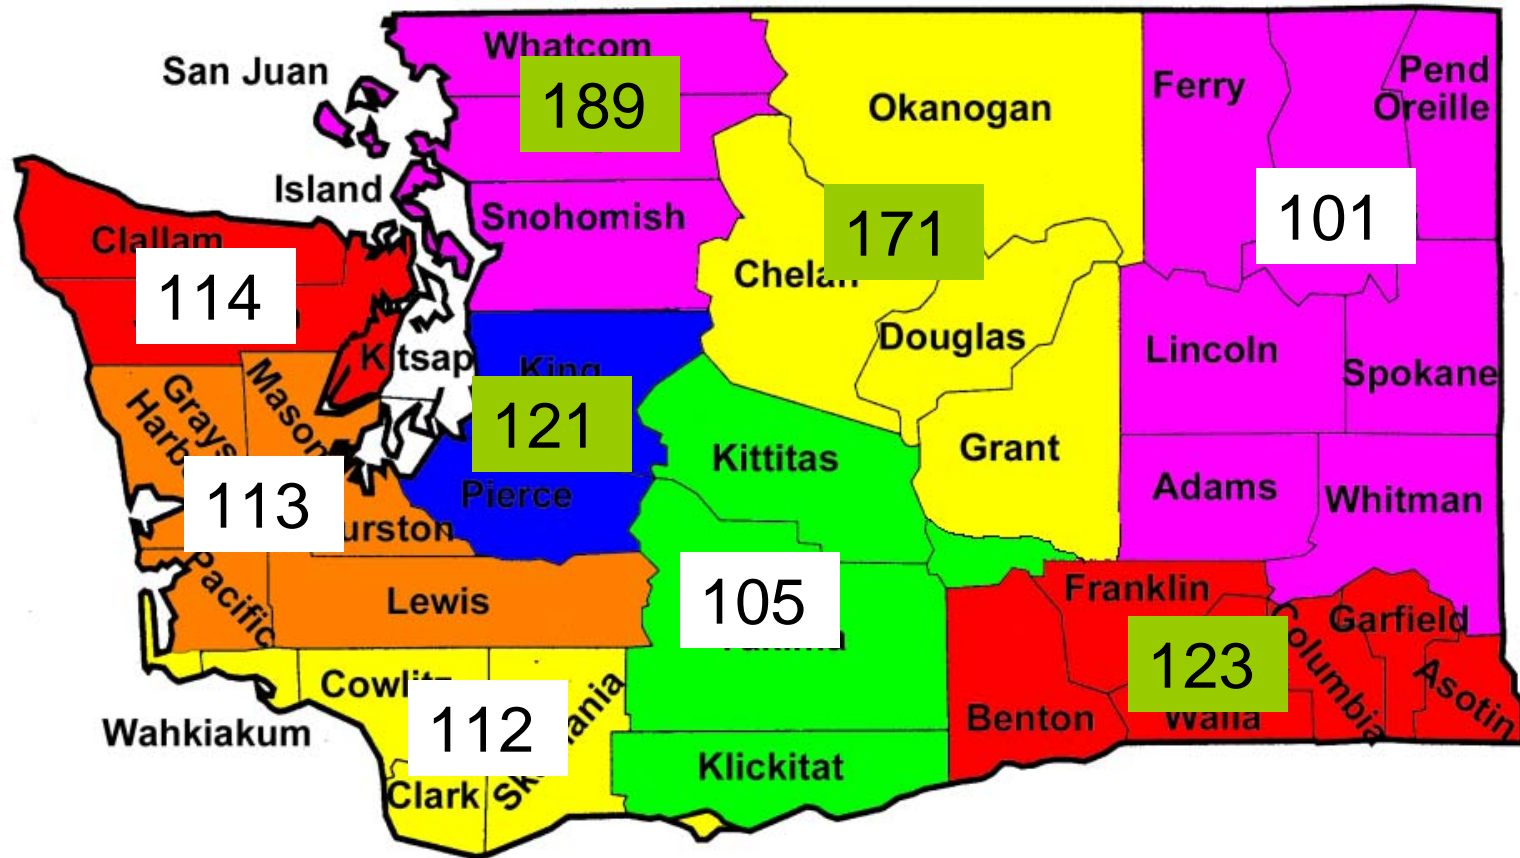 Whatcom
San Juan
189
Ferry
Pend
Oreille
Okanogan
Island
Snohomish
171
101
Clallam
114
Chelan
Douglas
Lincoln
Spokane
Kitsap
King
Grays
Harb
Mason
121
Kittitas
Grant
Adams
Whitman
113
Pierce
urston
Pacific
Lewis
105
Franklin
Garfield
Columbia
Asotin
123
Walla
Benton
Cowlitz
112
Wahkiakum
Clark
Klickitat